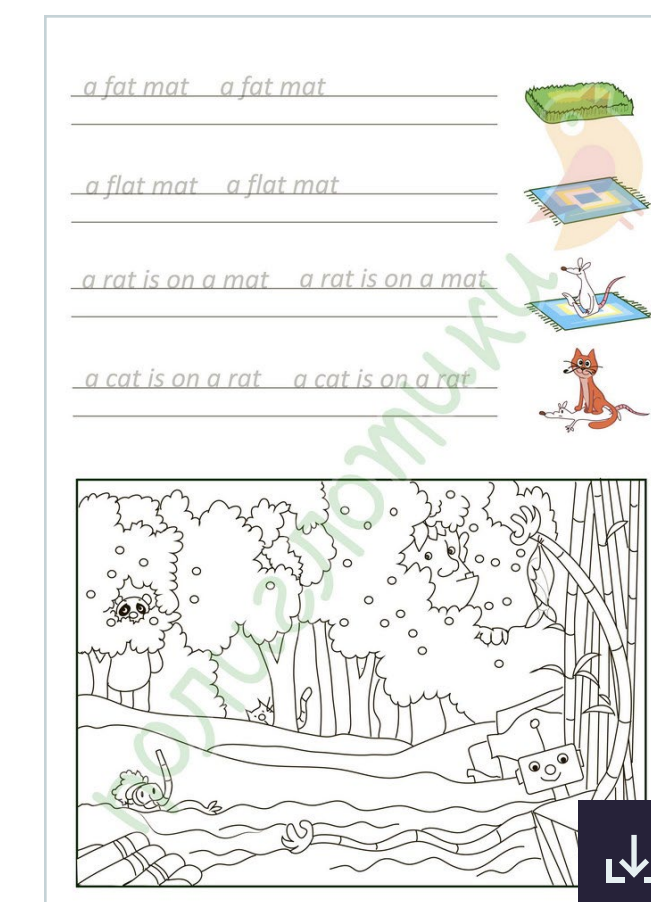 a fat mat a fat mat
a flat mat a flat mat
a rat is on a mat a rat is on a mat
a cat is on a rat a cat is on a rat
полиглотики